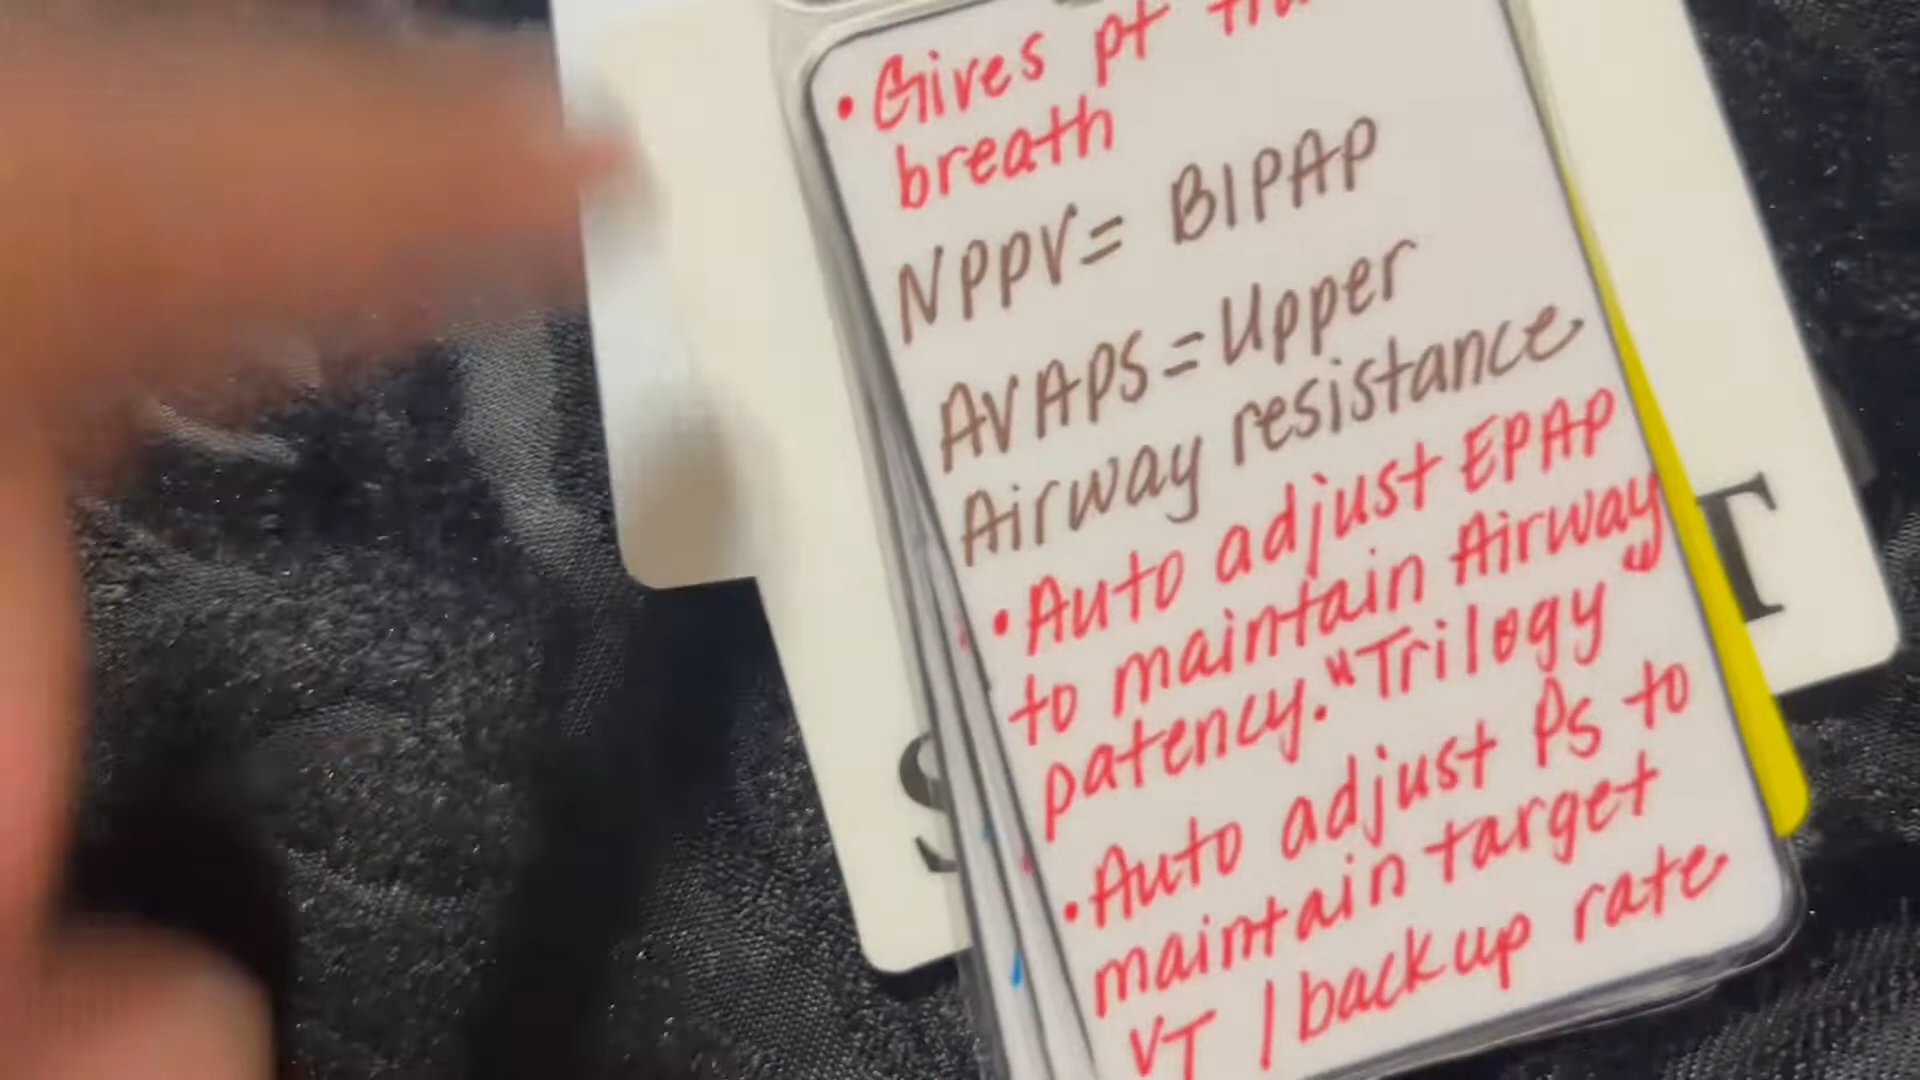 • Gives pt
breath
NPPV= BIPAP
AVAPS = Upper
Airway resistance
• Auto adjust EPAP
to maintain Airway
patency. "Trilogy"
• Auto adjust Ps to
maintain target
VT / backup rate
S T